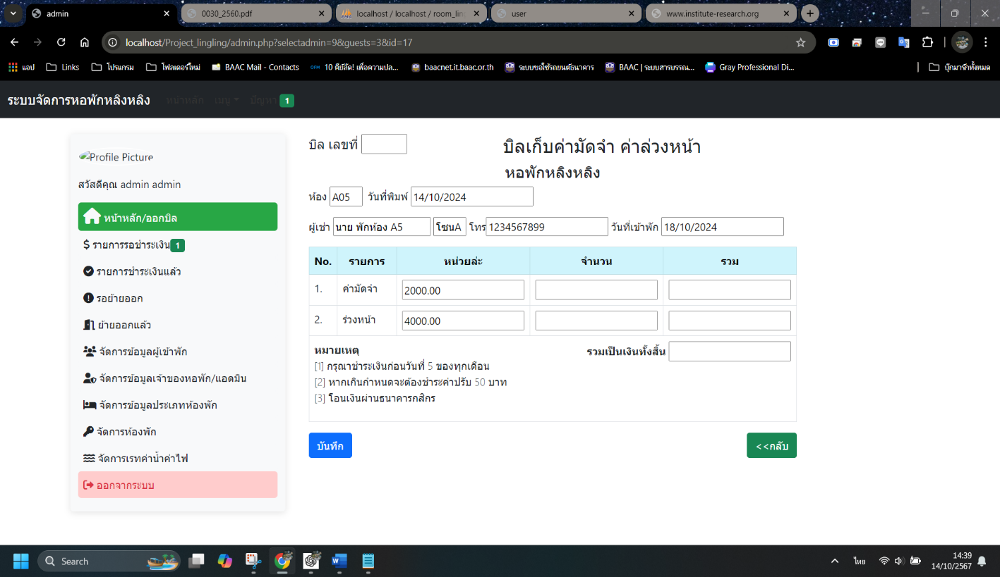 admin
0030_2560.pdf
localhost / localhost / room_ling
user
www.institute-research.org
localhost/Project_lingling/admin.php?selectadmin=9&guests=3&id=17
แอป
Links
โปรแกรม
โฟลเดอร์ใหม่
BAAC Mail - Contacts
10 คีย์ลัด! เพื่อความปล...
baacnet.it.baac.or.th
ระบบขอใช้รถยนต์ธนาคาร
BAAC | ระบบสารบรรณ...
Gray Professional Di...
บุ๊กมาร์กทั้งหมด
ระบบจัดการหอพักหลิงหลิง หน้าหลัก เมนู ปัญหา 1
Profile Picture
สวัสดีคุณ admin admin
หน้าหลัก/ออกบิล
$ รายการรอชำระเงิน 1
รายการชำระเงินแล้ว
รอย้ายออก
ย้ายออกแล้ว
จัดการข้อมูลผู้เข้าพัก
จัดการข้อมูลเจ้าของหอพัก/แอดมิน
จัดการข้อมูลประเภทห้องพัก
จัดการห้องพัก
จัดการเรทค่าน้ำค่าไฟ
ออกจากระบบ
บิล เลขที่
บิลเก็บค่ามัดจำ ค่าล่วงหน้า
หอพักหลิงหลิง
ห้อง A05 วันที่พิมพ์ 14/10/2024
ผู้เช่า นาย พักห้อง A5 โซนA โทร 1234567899 วันที่เข้าพัก 18/10/2024
No. รายการ หน่วยล่ะ จำนวน รวม
1. ค่ามัดจำ 2000.00
2. ร่วงหน้า 4000.00
หมายเหตุ รวมเป็นเงินทั้งสิ้น
[1] กรุณาชำระเงินก่อนวันที่ 5 ของทุกเดือน
[2] หากเกินกำหนดจะต้องชำระค่าปรับ 50 บาท
[3] โอนเงินผ่านธนาคารกสิกร
บันทึก
<<กลับ
Search
ไทย
14:39
14/10/2567